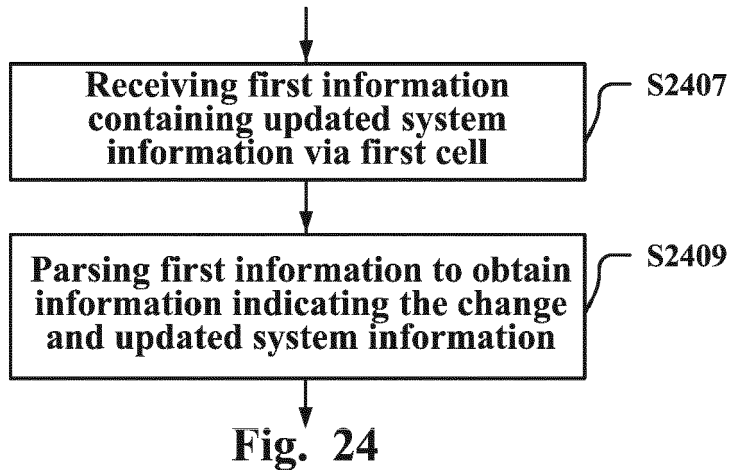 Receiving first information
containing updated system
information via first cell
S2407
Parsing first information to obtain
information indicating the change
and updated system information
S2409
Fig. 24